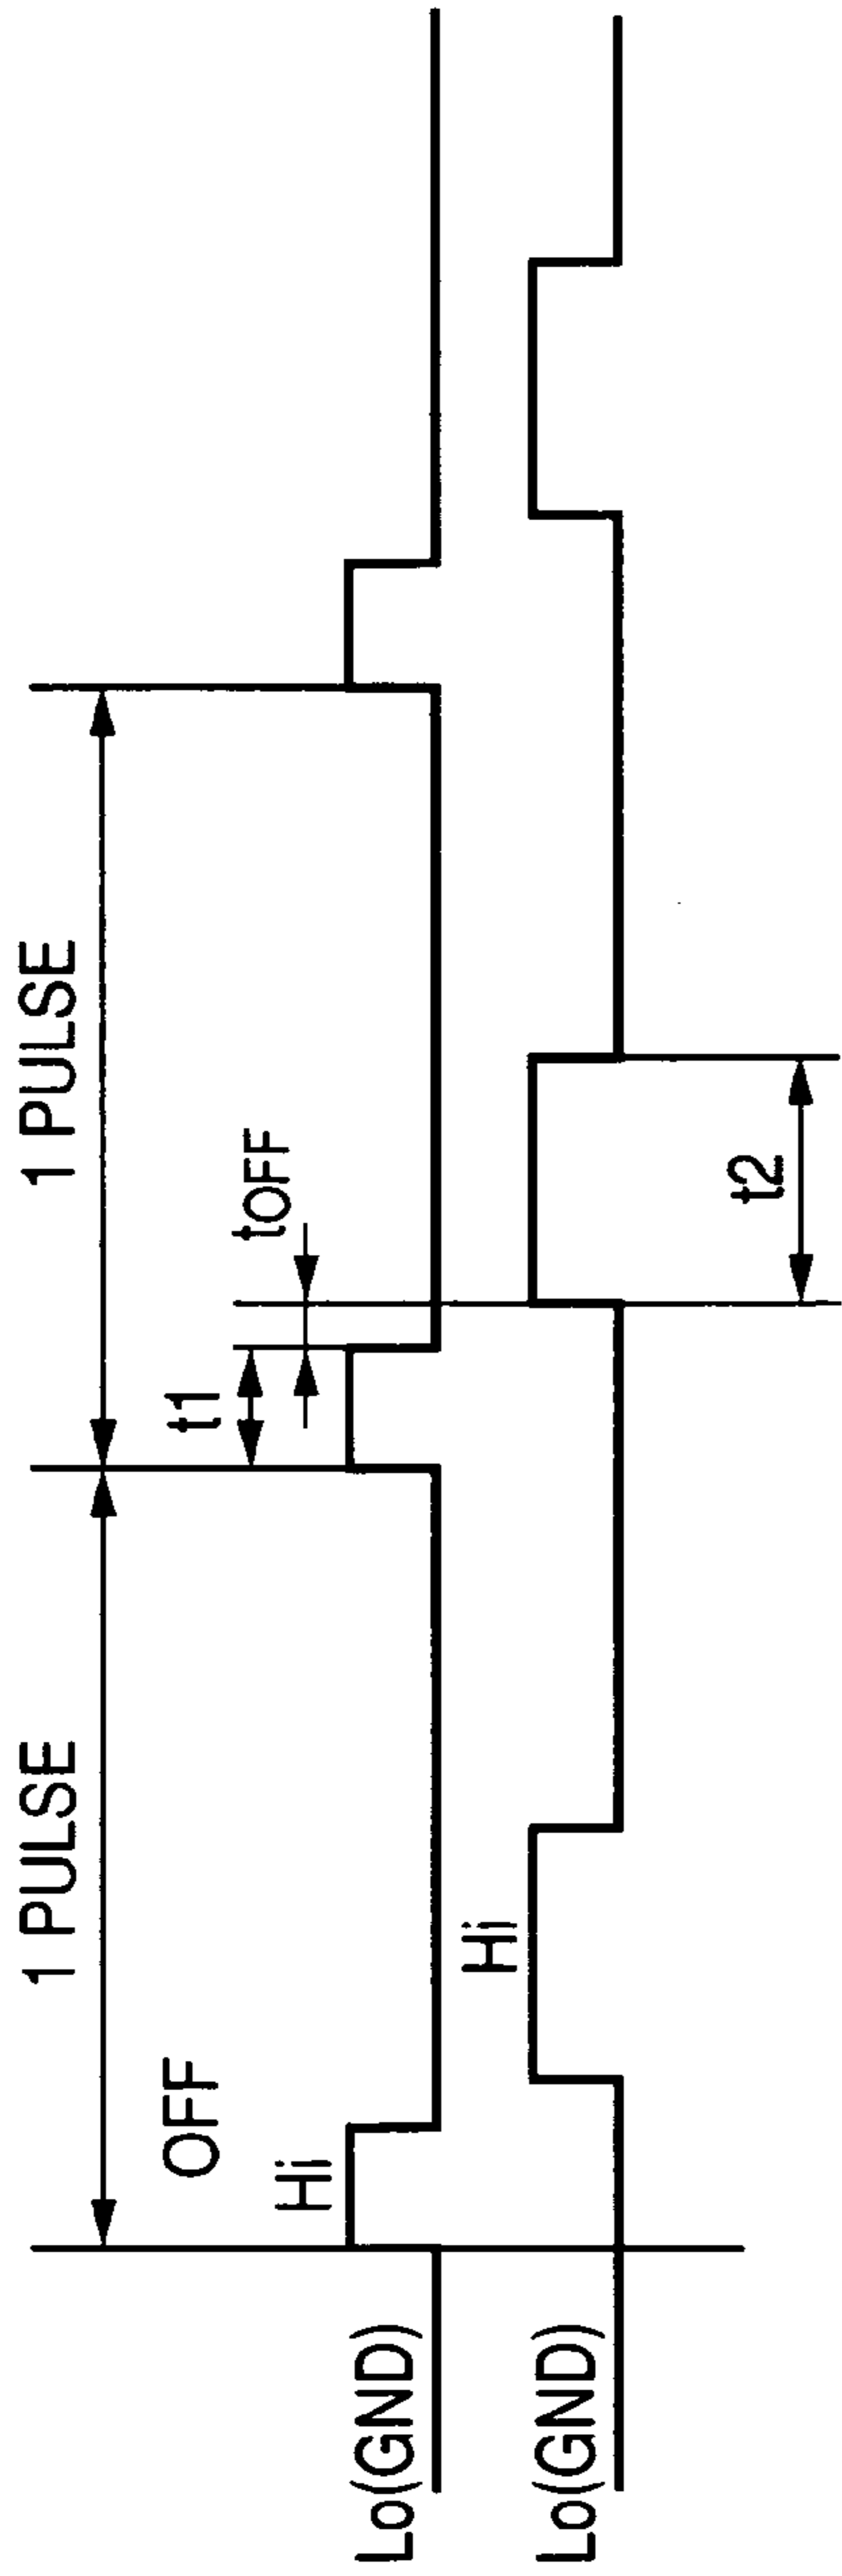 1 PULSE
1 PULSE
OFF
t1
tOFF
Hi
Lo(GND)
Hi
Lo(GND)
t2